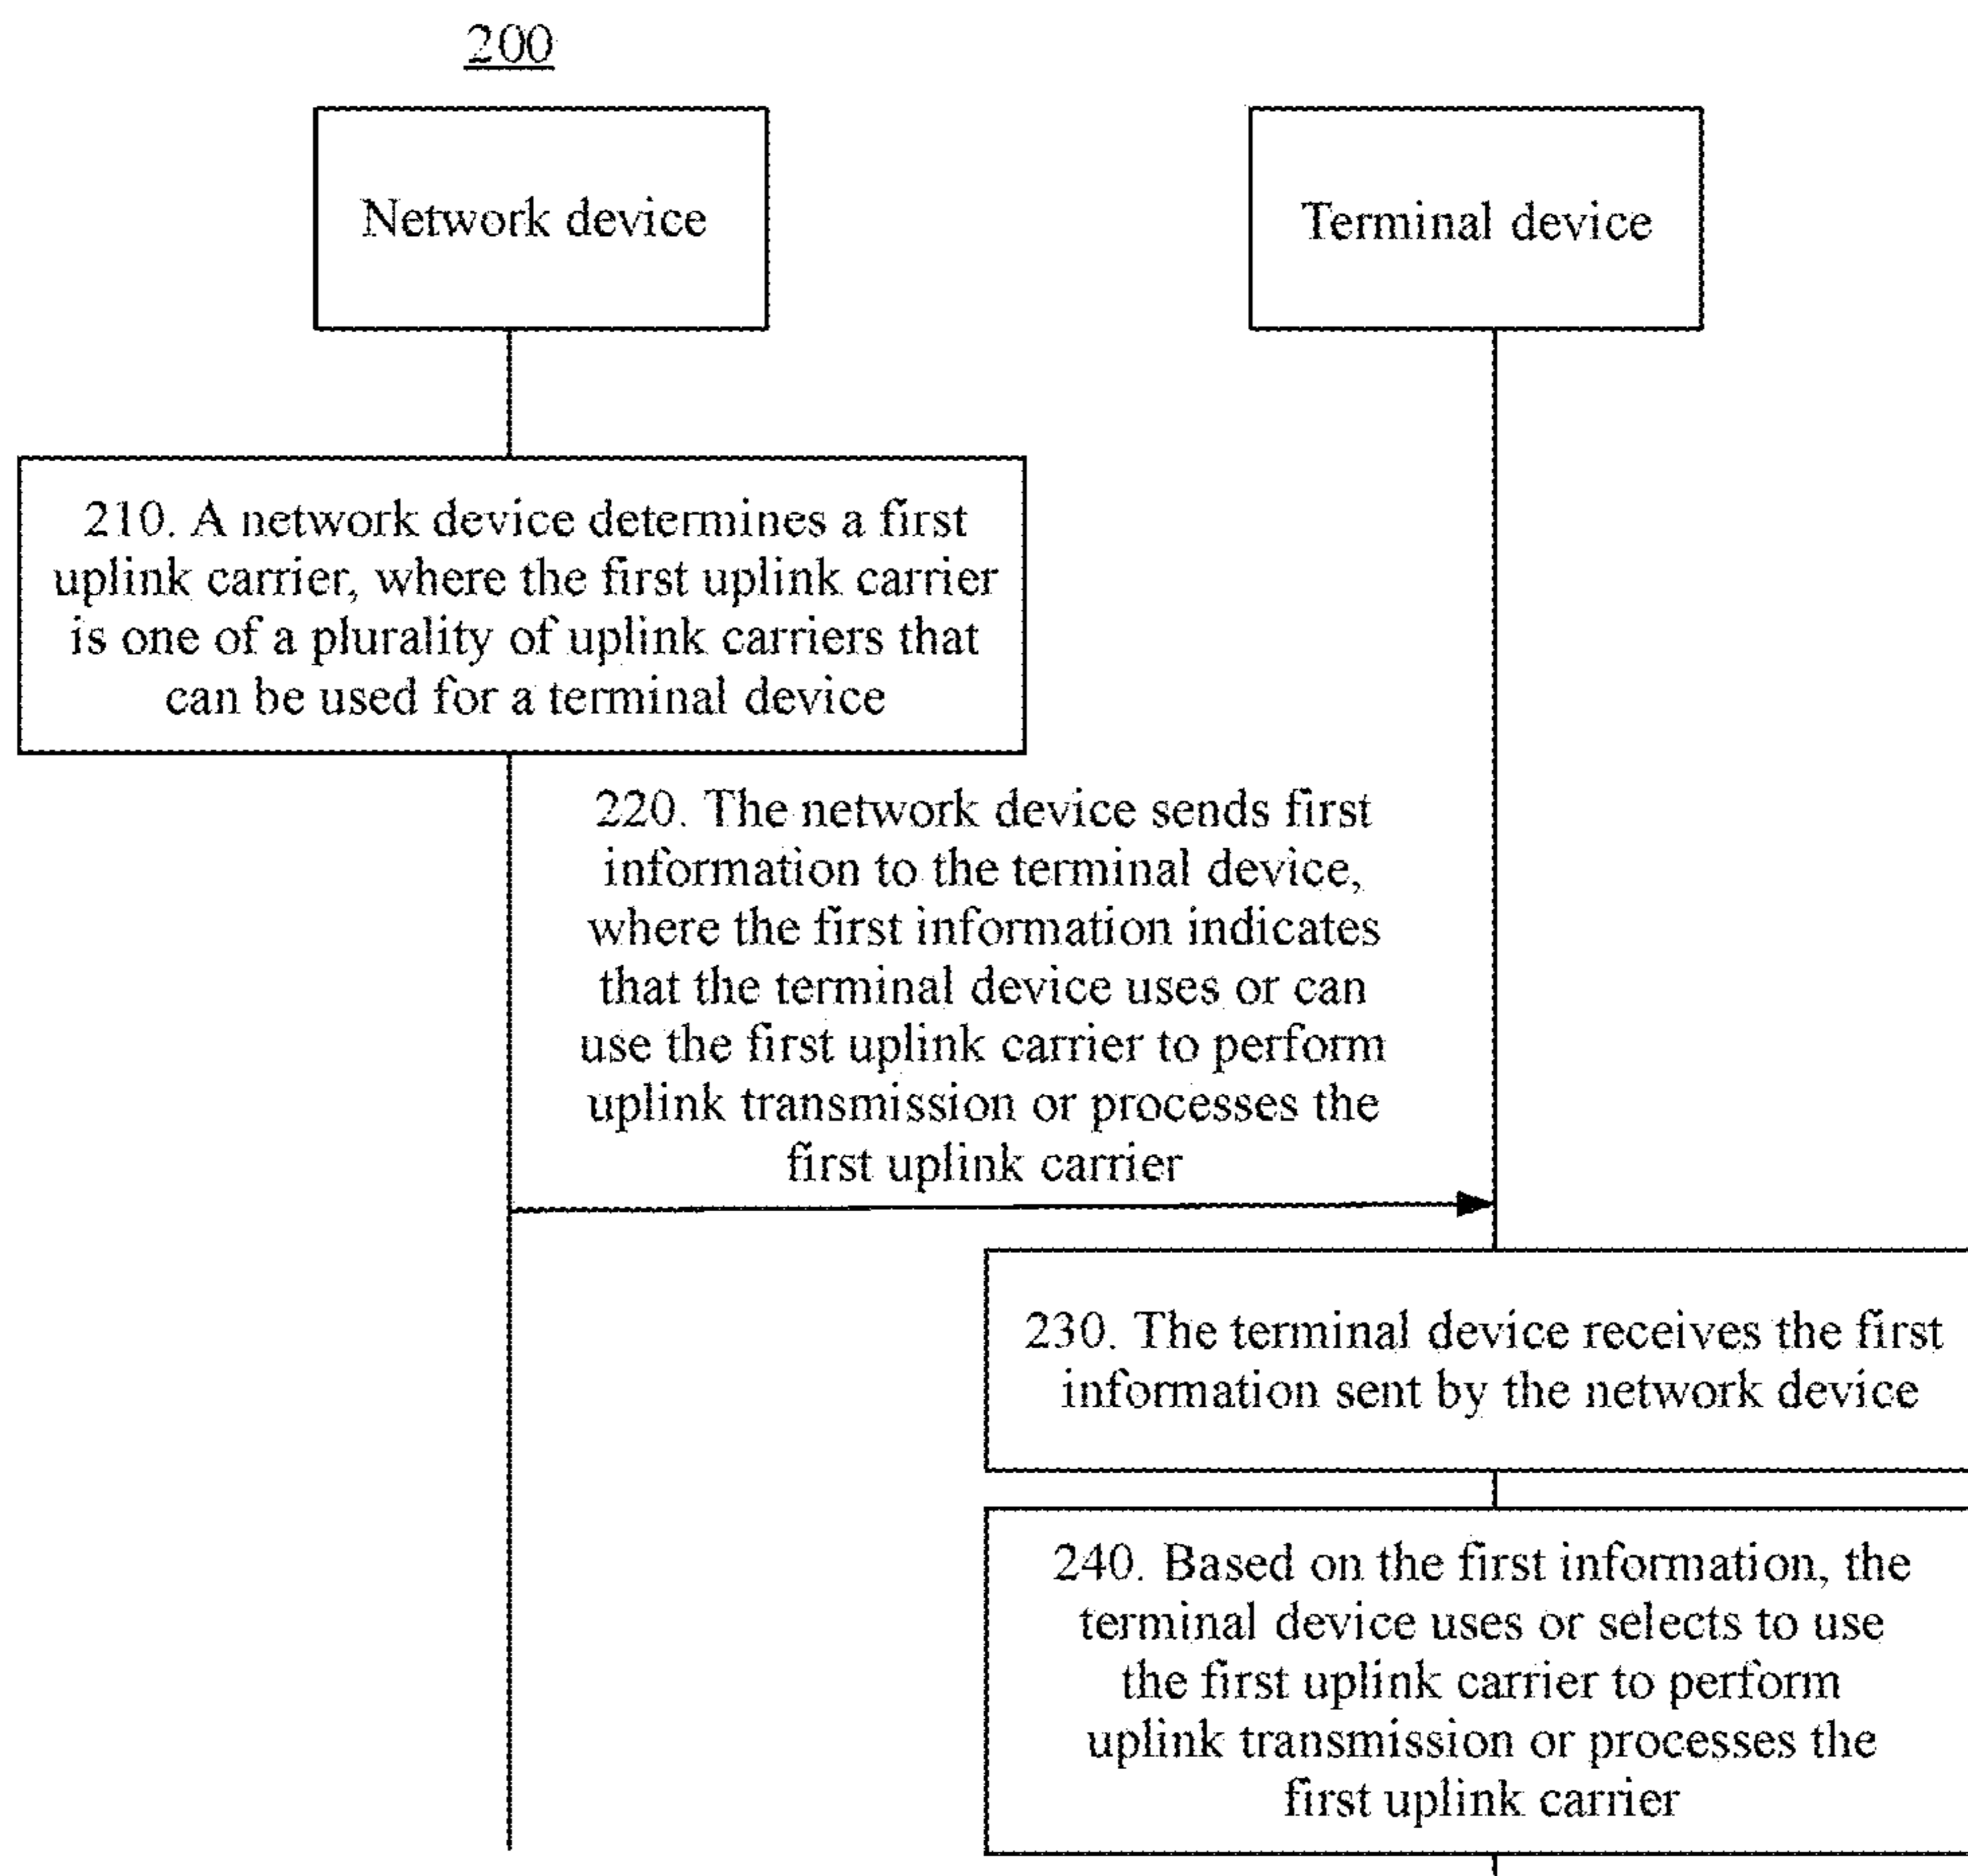 200
Network device
Terminal device
210. A network device determines a first
uplink carrier, where the first uplink carrier
is one of a plurality of uplink carriers that
can be used for a terminal device
220. The network device sends first
information to the terminal device,
where the first information indicates
that the terminal device uses or can
use the first uplink carrier to perform
uplink transmission or processes the
first uplink carrier
230. The terminal device receives the first
information sent by the network device
240. Based on the first information, the
terminal device uses or selects to use
the first uplink carrier to perform
uplink transmission or processes the
first uplink carrier